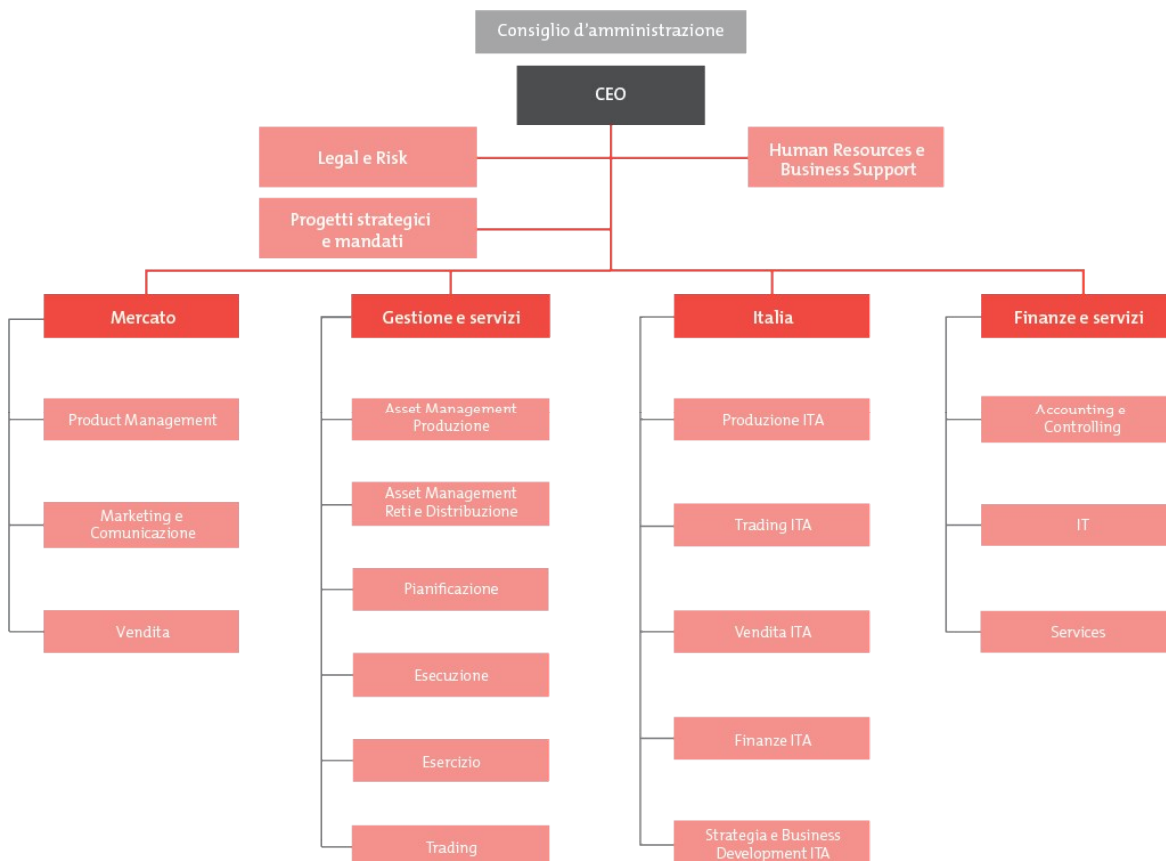 Consiglio d'amministrazione
CEO
Legal e Risk
Human Resources e
Business Support
Progetti strategici
e mandati
Mercato
Product Management
Marketing e
Comunicazione
Vendita
Gestione e servizi
Asset Management
Produzione
Asset Management
Reti e Distribuzione
Pianificazione
Esecuzione
Esercizio
Trading
Italia
Produzione ITA
Trading ITA
Vendita ITA
Finanze ITA
Strategia e Business
Development ITA
Finanze e servizi
Accounting e
Controlling
IT
Services